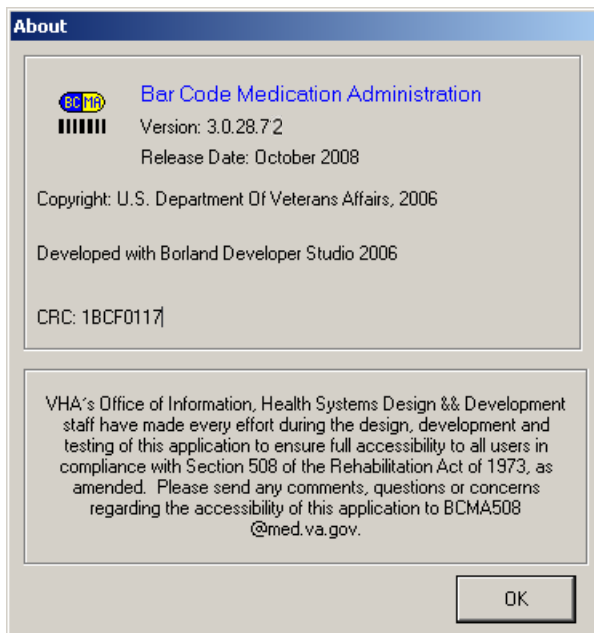 About
BCMA
Bar Code Medication Administration
Version: 3.0.28.72
Release Date: October 2008
Copyright: U.S. Department Of Veterans Affairs, 2006
Developed with Borland Developer Studio 2006
CRC: 1BCF0117
VHA's Office of Information, Health Systems Design && Development
staff have made every effort during the design, development and
testing of this application to ensure full accessibility to all users in
compliance with Section 508 of the Rehabilitation Act of 1973, as
amended.  Please send any comments, questions or concerns
regarding the accessibility of this application to BCMA508
@med.va.gov.
OK